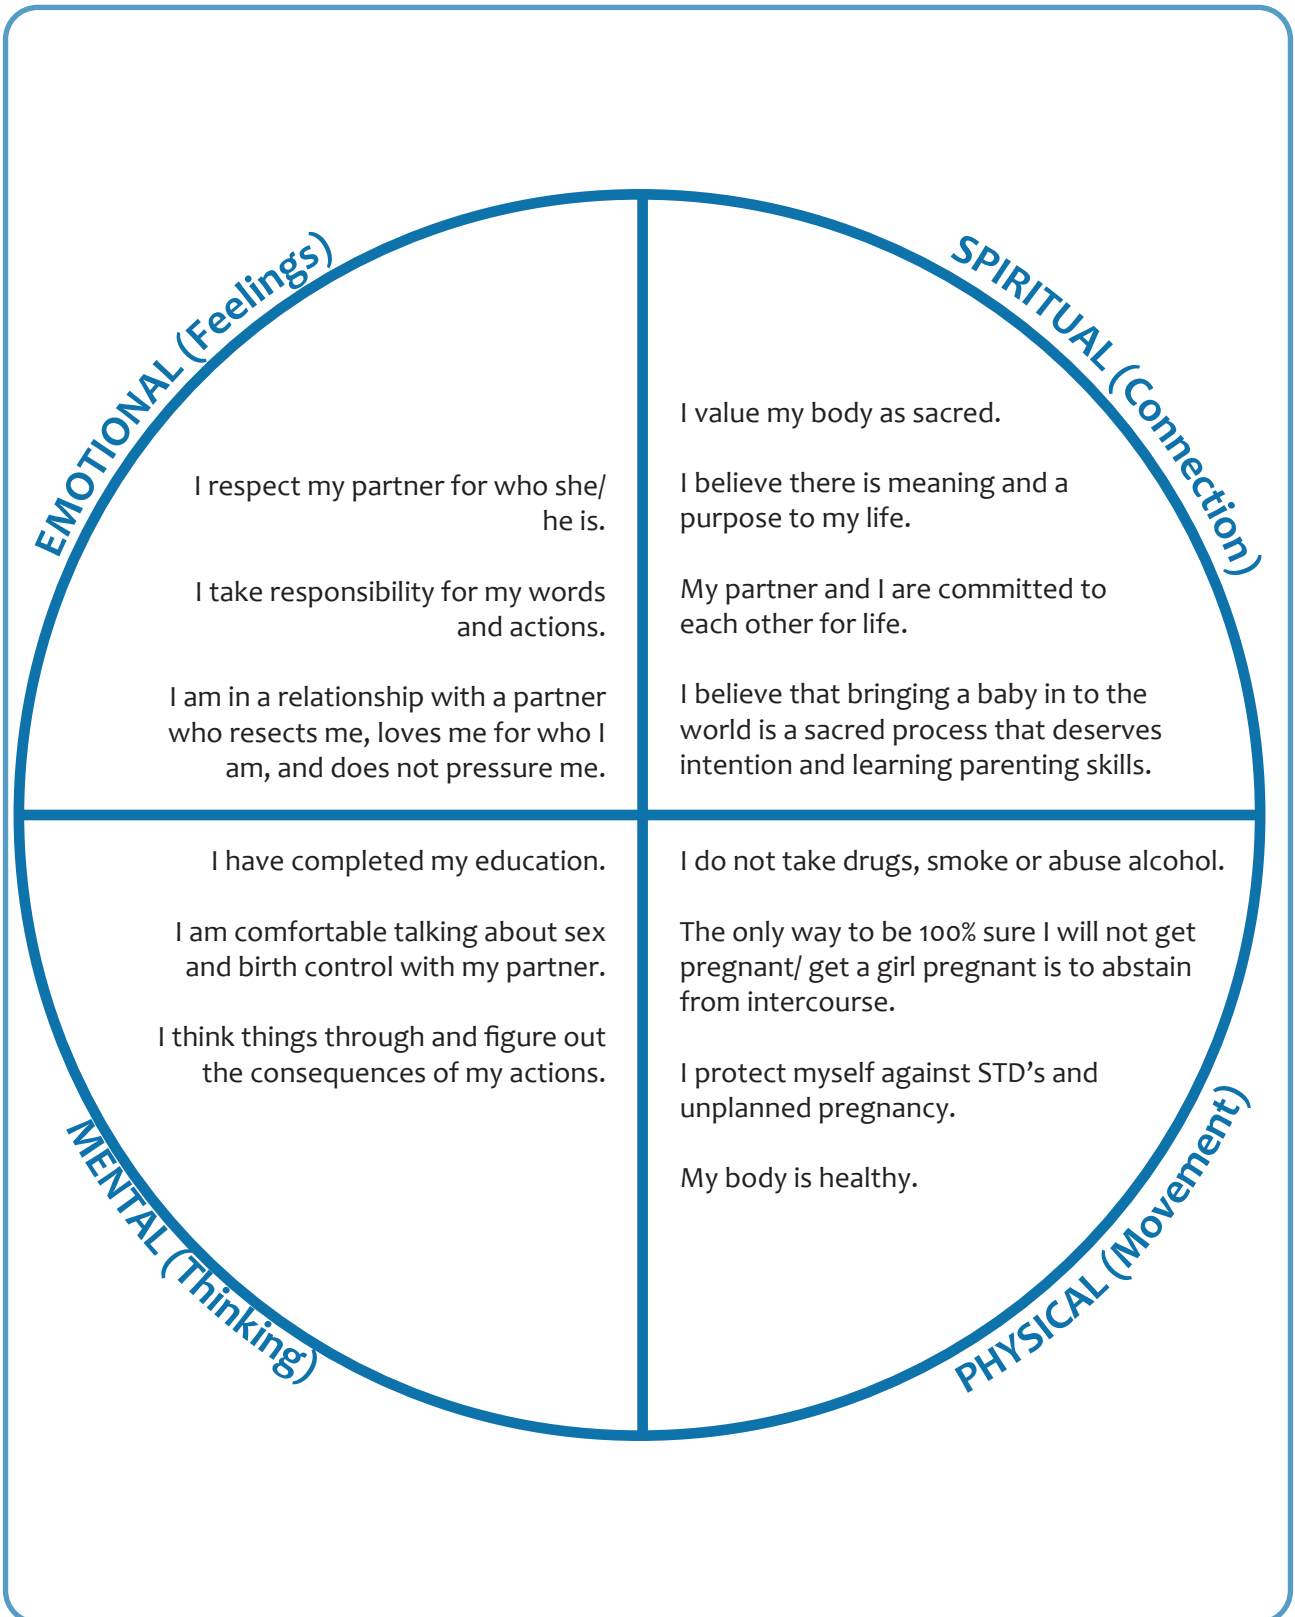 EMOTIONAL (Feelings)
I respect my partner for who she/
he is.
I take responsibility for my words
and actions.
I am in a relationship with a partner
who resects me, loves me for who I
am, and does not pressure me.
SPIRITUAL (Connection)
I value my body as sacred.
I believe there is meaning and a
purpose to my life.
My partner and I are committed to
each other for life.
I believe that bringing a baby in to the
world is a sacred process that deserves
intention and learning parenting skills.
I have completed my education.
I am comfortable talking about sex
and birth control with my partner.
I think things through and figure out
the consequences of my actions.
MENTAL (Thinking)
I do not take drugs, smoke or abuse alcohol.
The only way to be 100% sure I will not get
pregnant/ get a girl pregnant is to abstain
from intercourse.
I protect myself against STD’s and
unplanned pregnancy.
My body is healthy.
PHYSICAL (Movement)